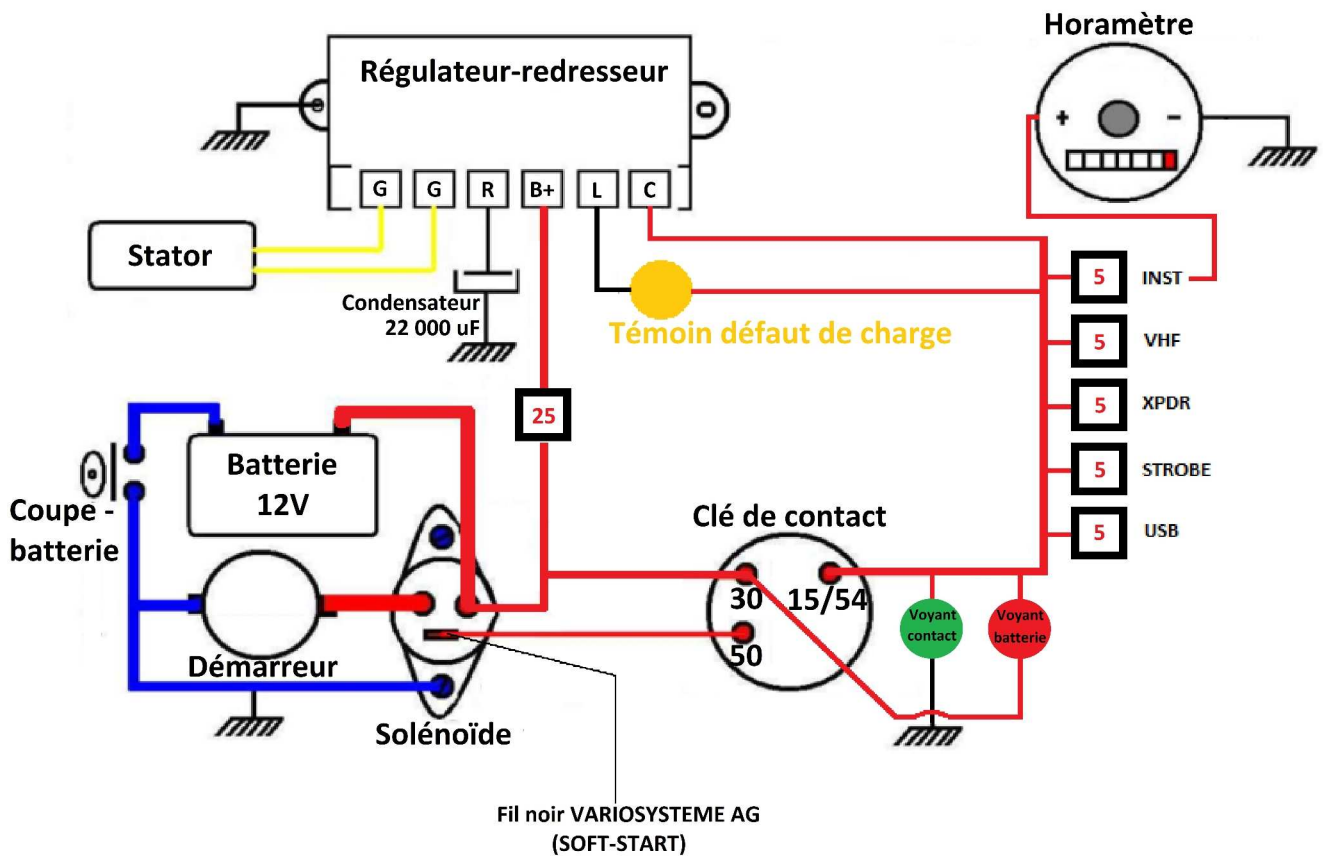 Horamètre
Régulateur-redresseur
+
-
G
G
R
B+
L
C
Stator
Condensateur
22 000 uF
Témoin défaut de charge
5
INST
5
VHF
5
XPDR
5
STROBE
5
USB
25
Batterie
12V
Coupe -
batterie
Démarreur
Solénoïde
Clé de contact
30
15/54
50
Voyant
contact
Voyant
batterie
Fil noir VARIOSYSTEME AG
(SOFT-START)